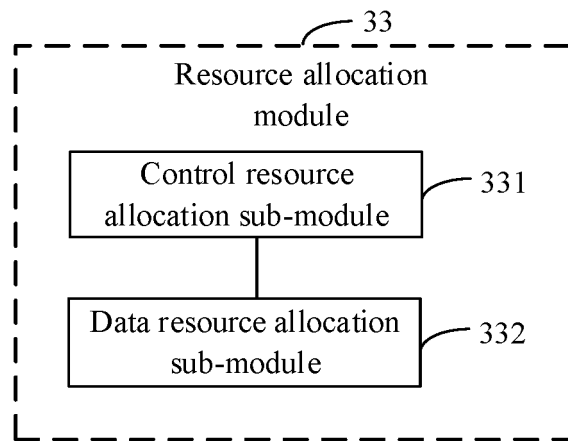 33
Resource allocation
module
Control resource
allocation sub-module
331
Data resource allocation
sub-module
332